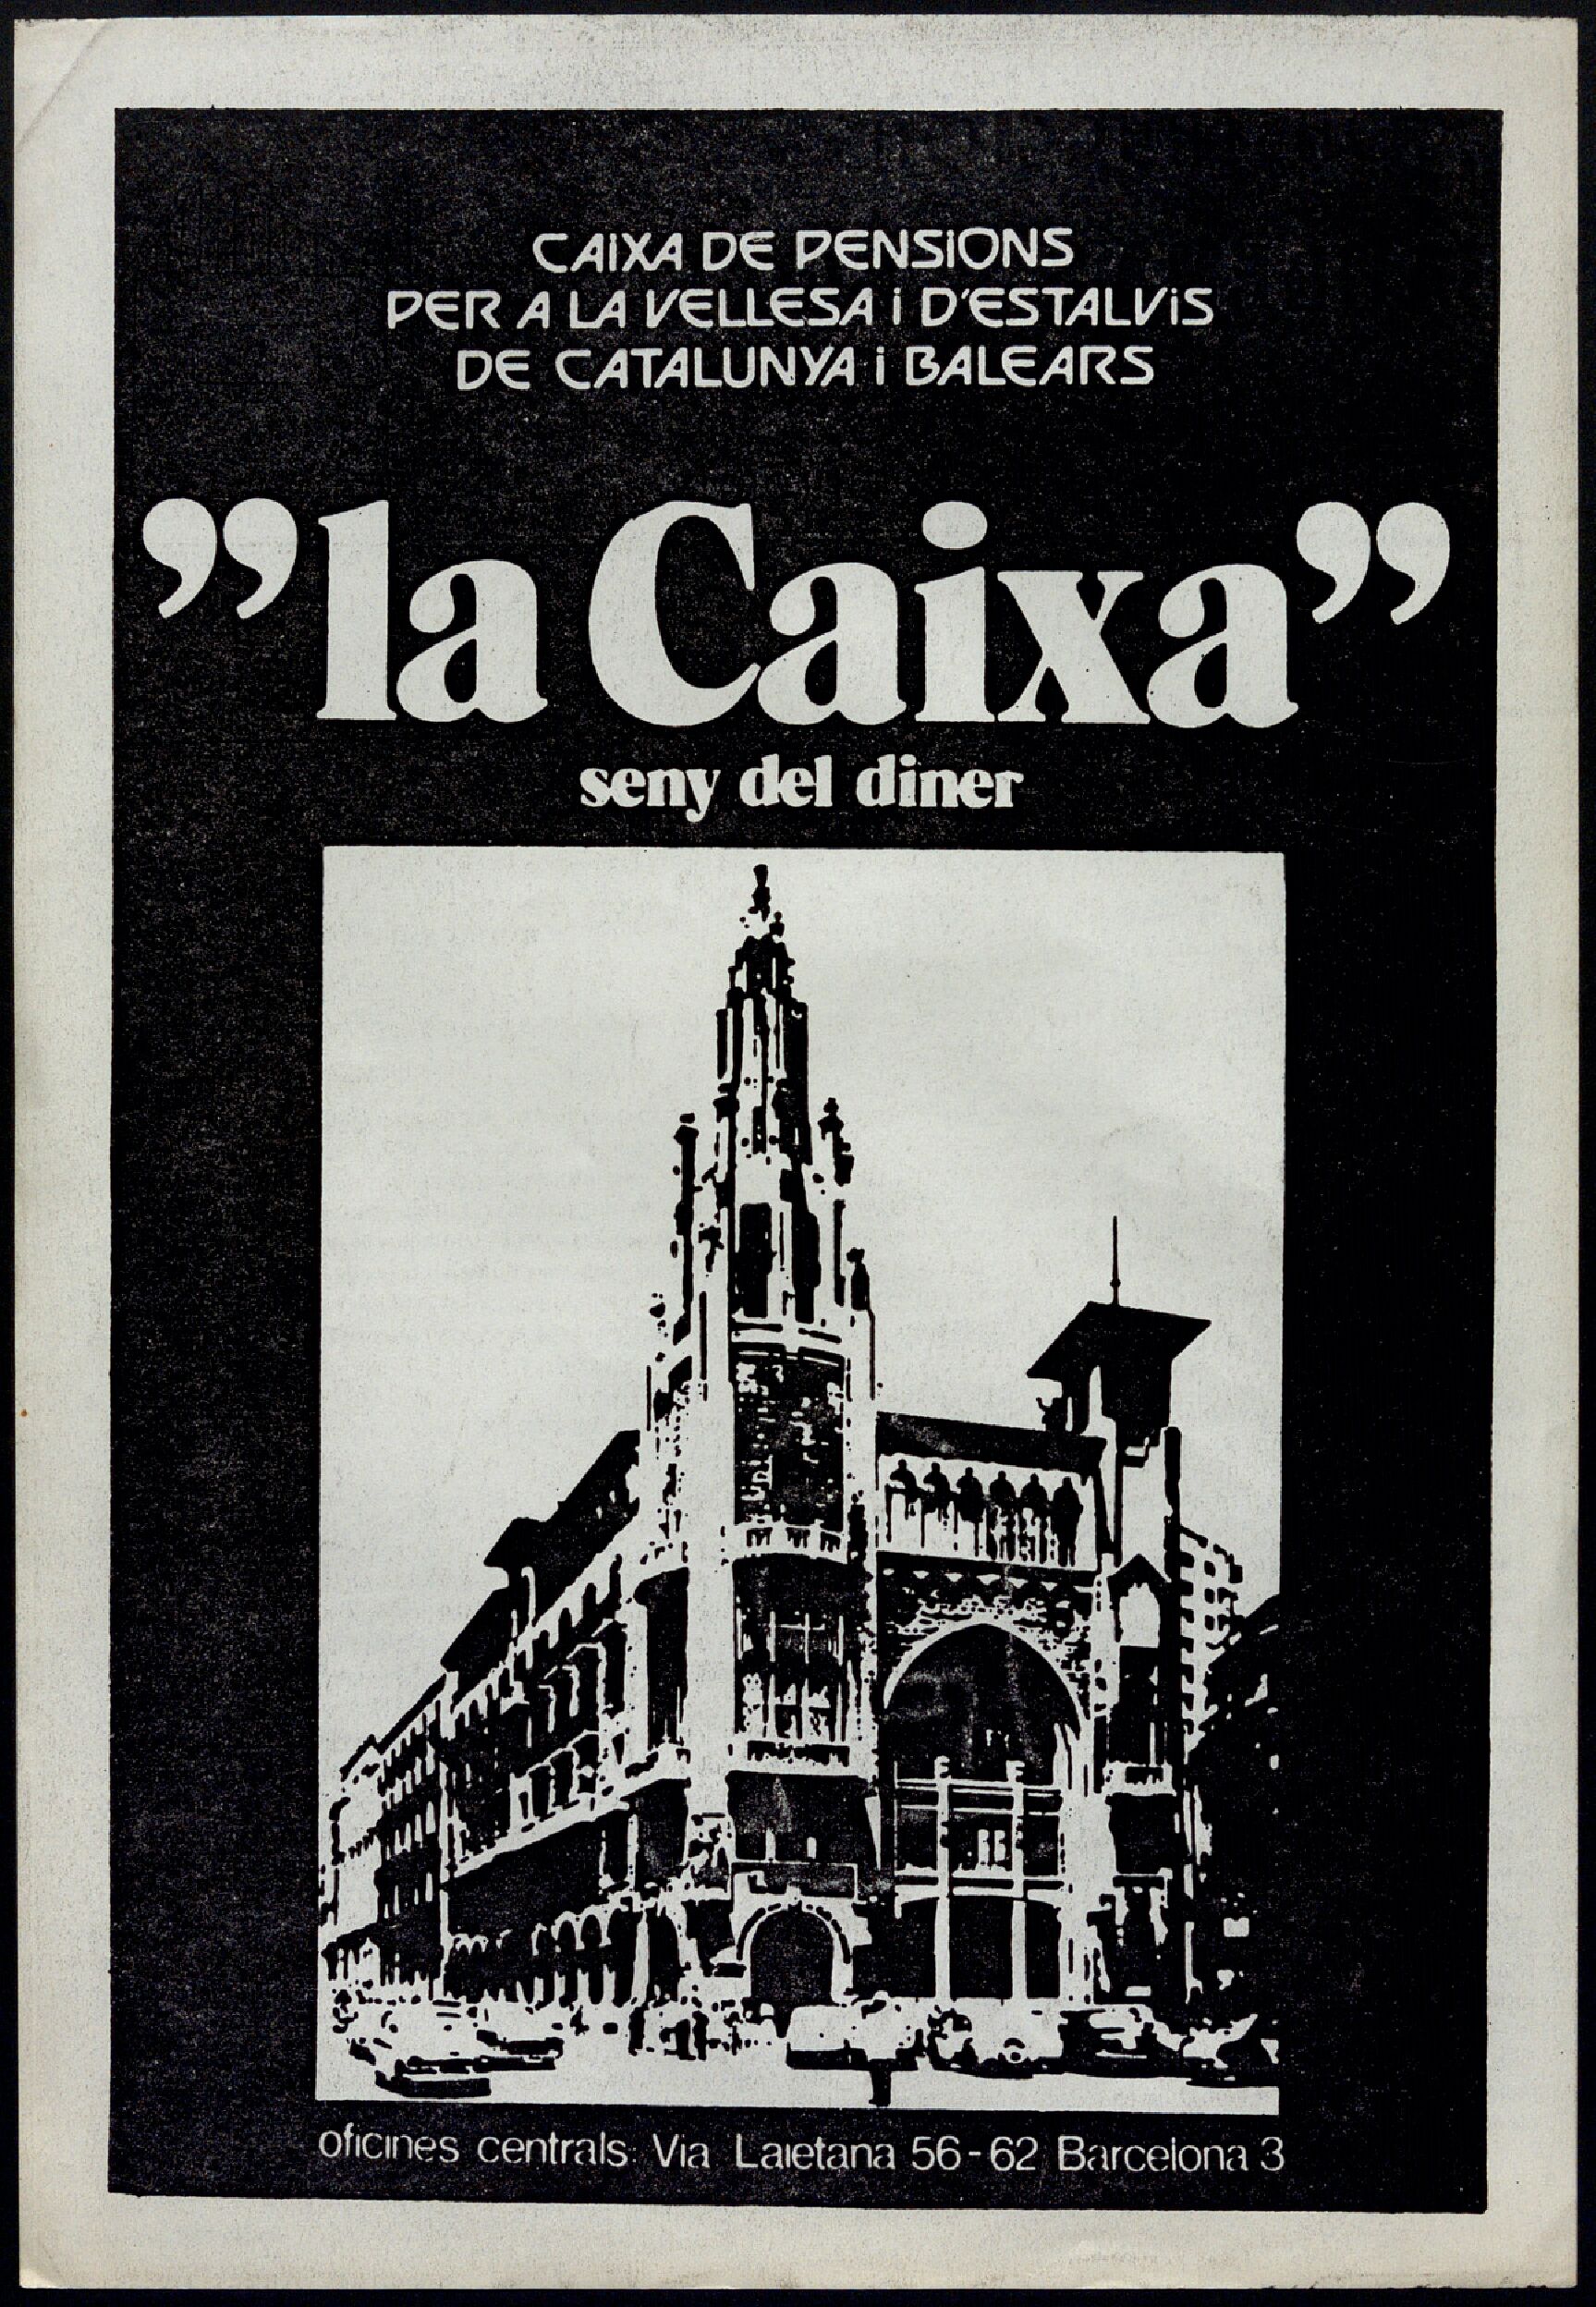 CAiXA DE PENSiONS
PER A LA VELLESA i D'ESTALViS
DE CATALUNYA i BALEARS
”la Caixa”
seny del diner
oficines centrals: Via Laietana 56-62 Barcelona 3